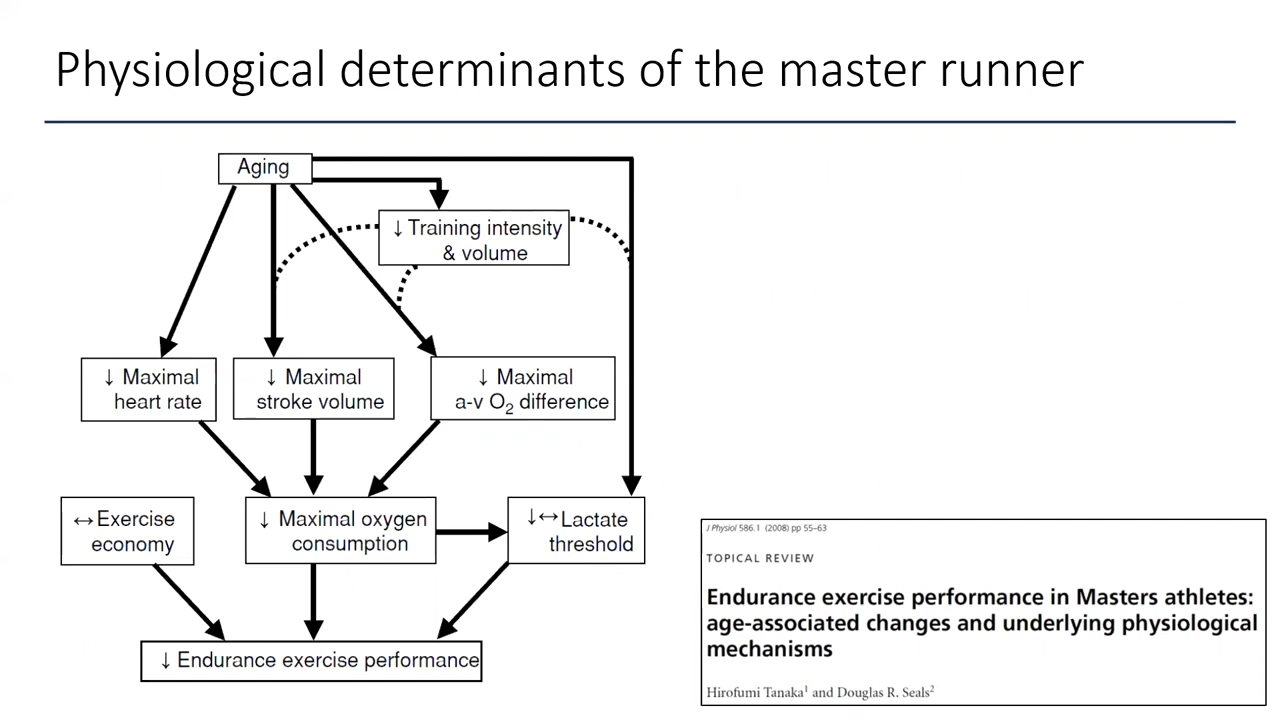 Physiological determinants of the master runner
Aging
↓ Training intensity
& volume
↓ Maximal
heart rate
↓ Maximal
stroke volume
↓ Maximal
a-v O₂ difference
↔ Exercise
economy
↓ Maximal oxygen
consumption
↓↔ Lactate
threshold
↓ Endurance exercise performance
J Physiol 586.1 (2008) pp 55–63
TOPICAL REVIEW
Endurance exercise performance in Masters athletes:
age-associated changes and underlying physiological
mechanisms
Hirofumi Tanaka¹ and Douglas R. Seals²